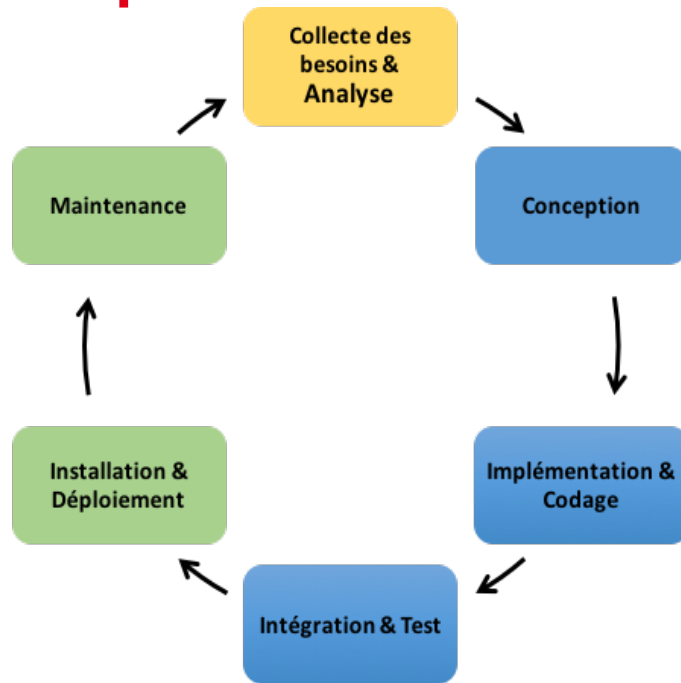 Collecte des
besoins &
Analyse
Maintenance
Conception
Installation &
Déploiement
Implémentation &
Codage
Intégration & Test